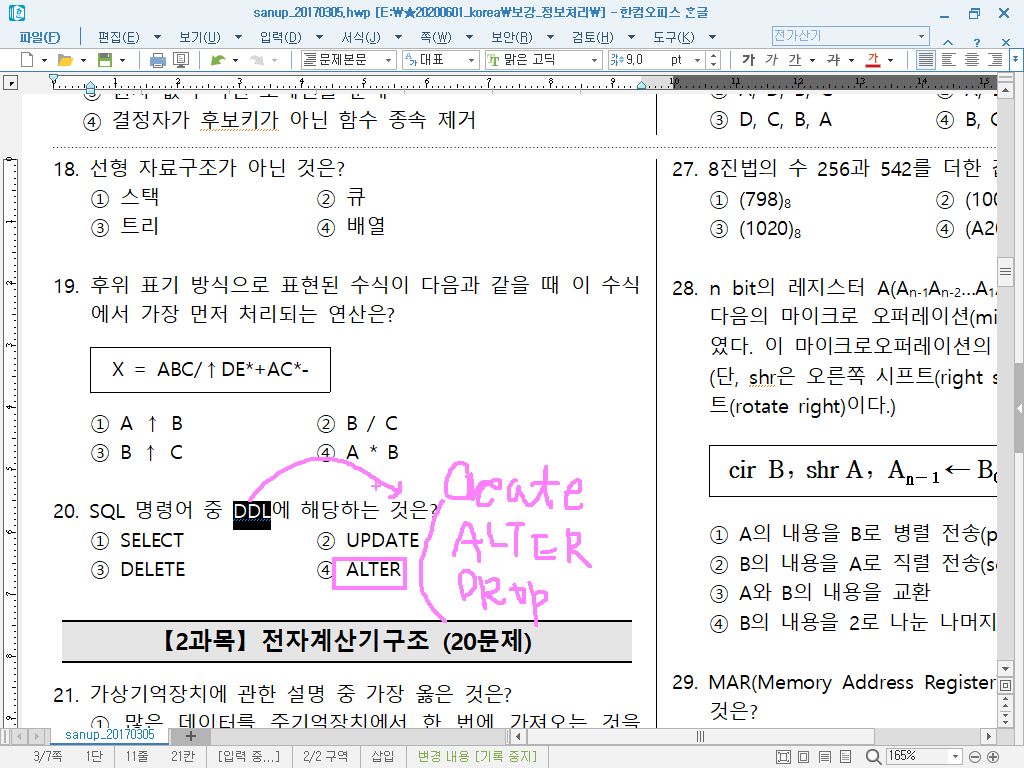 sanup_20170305.hwp [E:₩★20200601_korea₩보강_정보처리₩] - 한컴오피스 한글
파일(F) 편집(E) 보기(U) 입력(D) 서식(J) 쪽(W) 보안(R) 검토(H) 도구(K) 전가산기
문제본문 대표 맑은 고딕 9,0 pt 가 가 가 가 가
④ 결정자가 후보키가 아닌 함수 종속 제거
18. 선형 자료구조가 아닌 것은?
① 스택 ② 큐
③ 트리 ④ 배열
19. 후위 표기 방식으로 표현된 수식이 다음과 같을 때 이 수식
에서 가장 먼저 처리되는 연산은?
X = ABC/↑DE*+AC*-
① A ↑ B ② B / C
③ B ↑ C ④ A * B
20. SQL 명령어 중 DDL에 해당하는 것은?
① SELECT ② UPDATE
③ DELETE ④ ALTER
Create
ALTER
DROP
【2과목】전자계산기구조 (20문제)
21. 가상기억장치에 관한 설명 중 가장 옳은 것은?
① 많은 데이터를 주기억장치에서 한 번에 가져오는 것을
③ D, C, B, A ④ B, C
27. 8진법의 수 256과 542를 더한
① (798)₈ ② (100
③ (1020)₈ ④ (A20
28. n bit의 레지스터 A(Aₙ₋₁Aₙ₋₂...A₁
다음의 마이크로 오퍼레이션(mi
였다. 이 마이크로오퍼레이션의
(단, shr은 오른쪽 시프트(right s
트(rotate right)이다.)
cir B, shr A, Aₙ₋₁←B₀
① A의 내용을 B로 병렬 전송(p
② B의 내용을 A로 직렬 전송(se
③ A와 B의 내용을 교환
④ B의 내용을 2로 나눈 나머지
29. MAR(Memory Address Register
것은?
sanup_20170305
3/7쪽 1단 11줄 21칸 [입력 중...] 2/2 구역 삽입 변경 내용 [기록 중지] 165%